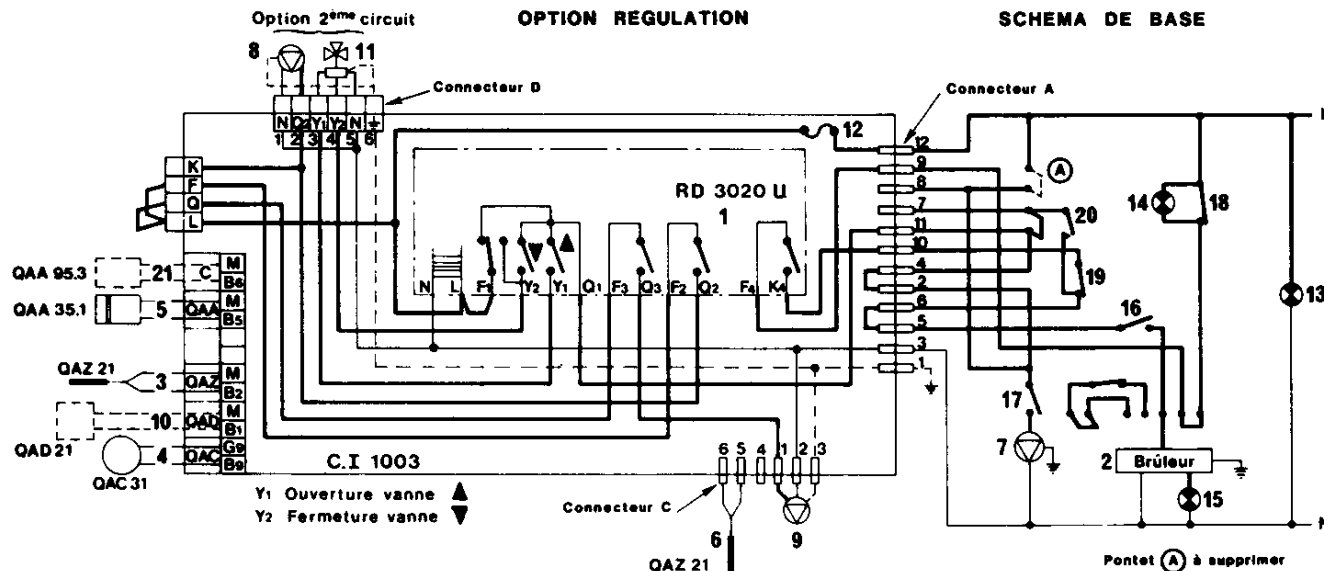 Option 2ème circuit
OPTION REGULATION
SCHEMA DE BASE
8
11
Connecteur D
Connecteur A
N Q2 Y1 Y2 N
1 2 3 4 5 6
12
K
F
Q
L
RD 3020 U
1
12
9
8
7
11
10
4
2
6
5
3
1
A
14
18
20
19
13
16
17
7
2 Brûleur
15
N L F1 Y2 Y1 Q1 F3 Q3 F2 Q2 F4 K4
QAA 95.3 21 C M B6
QAA 35.1 5 QAA M B5
QAZ 21 3 QAZ M B2
QAD 21 10 QAD M B1
QAC 31 4 QAC G9 B9
C.I 1003
Y1 Ouverture vanne
Y2 Fermeture vanne
Connecteur C
6 5 4 1 2 3
6
QAZ 21
9
N
Pontet A à supprimer